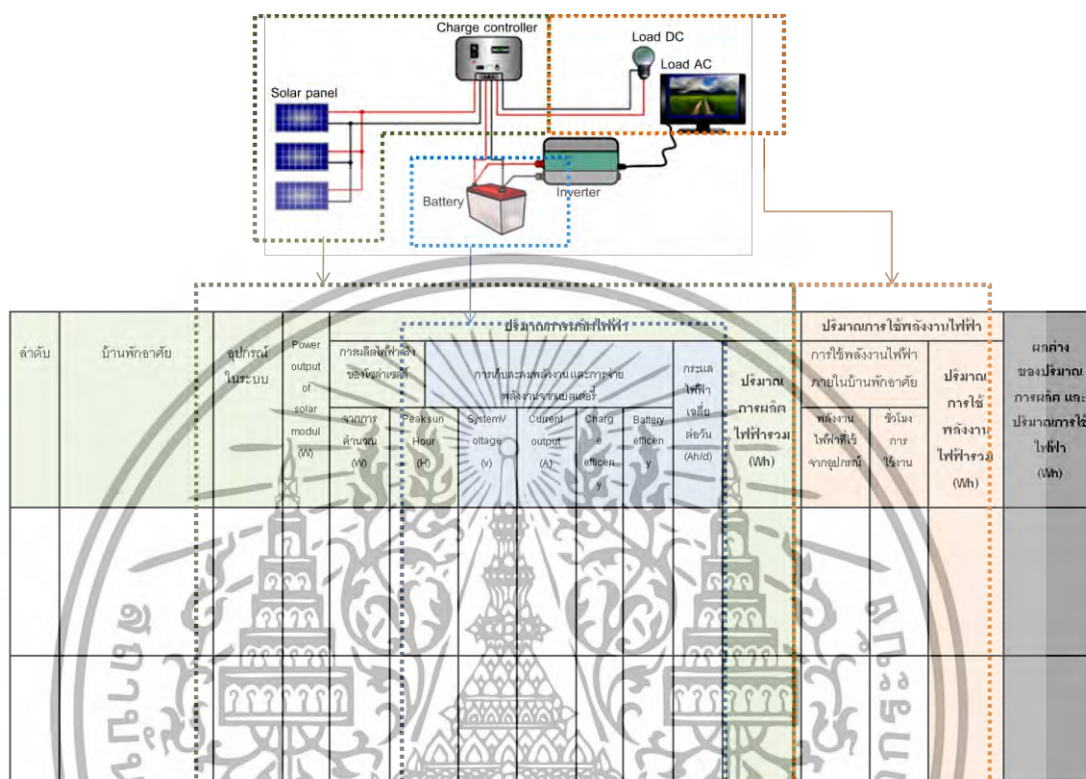 Charge controller
Load DC
Load AC
Solar panel
Battery
Inverter
ลำดับ
บ้านพักอาศัย
อุปกรณ์
ในระบบ
Power
output
of
solar
modul
(W)
ปริมาณการผลิตไฟฟ้า
การผลิตไฟฟ้าจริง
ของโซล่าเซลล์
จากการ
คำนวณ
(W)
Peaksun
Hour
(H)
การเก็บสะสมพลังงาน และการจ่าย
พลังงานจากแบตเตอรี่
SystemV
oltage
(v)
Current
output
(A)
Charg
e
efficen
y
Battery
efficen
y
กระแส
ไฟฟ้า
เฉลี่ย
ต่อวัน
(Ah/d)
ปริมาณ
การผลิต
ไฟฟ้ารวม
(Wh)
ปริมาณการใช้พลังงานไฟฟ้า
การใช้พลังงานไฟฟ้า
ภายในบ้านพักอาศัย
พลังงาน
ไฟฟ้าที่ใช้
จากอุปกรณ์
ชั่วโมง
การ
ใช้งาน
ปริมาณ
การใช้
พลังงาน
ไฟฟ้ารวม
(Wh)
ผลต่าง
ของปริมาณ
การผลิต และ
ปริมาณการใช้
ไฟฟ้า
(Wh)